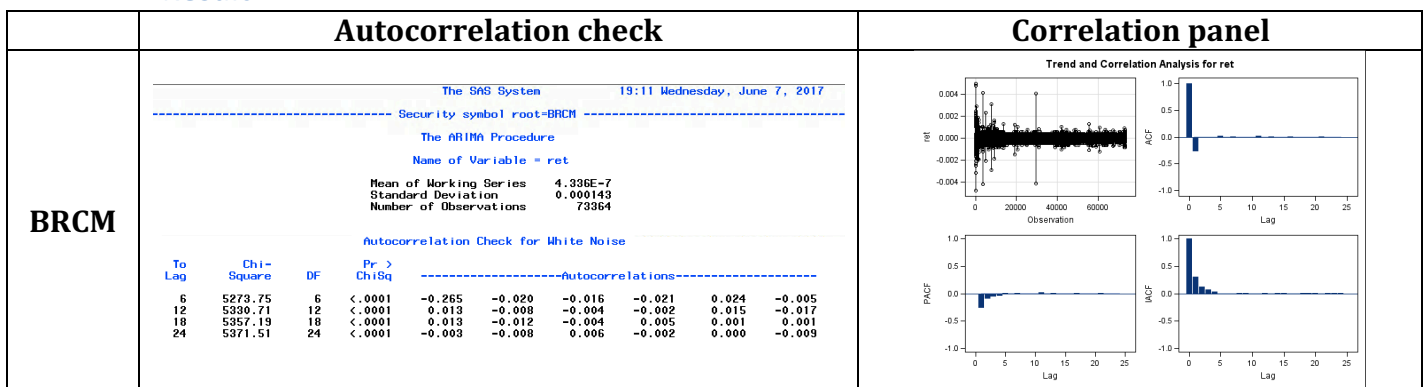 Autocorrelation check
Correlation panel
BRCM
The SAS System 19:11 Wednesday, June 7, 2017
-------------------------------- Security symbol root=BRCM -----------------------------------
The ARIMA Procedure
Name of Variable = ret
Mean of Working Series 4.336E-7
Standard Deviation 0.000143
Number of Observations 73364
Autocorrelation Check for White Noise
To Chi- Pr >
Lag Square DF ChiSq --------------------Autocorrelations--------------------
6 5273.75 6 <.0001 -0.265 -0.020 -0.016 -0.021 0.024 -0.005
12 5330.71 12 <.0001 0.013 -0.008 -0.004 -0.002 0.015 -0.017
18 5357.19 18 <.0001 0.013 -0.012 -0.004 0.005 0.001 0.001
24 5371.51 24 <.0001 -0.003 -0.008 0.006 -0.002 0.000 -0.009
Trend and Correlation Analysis for ret
ret
0.004
0.002
0.000
-0.002
-0.004
0 20000 40000 60000
Observation
ACF
1.0
0.5
0.0
-0.5
-1.0
0 5 10 15 20 25
Lag
PACF
1.0
0.5
0.0
-0.5
-1.0
0 5 10 15 20 25
Lag
IACF
1.0
0.5
0.0
-0.5
-1.0
0 5 10 15 20 25
Lag